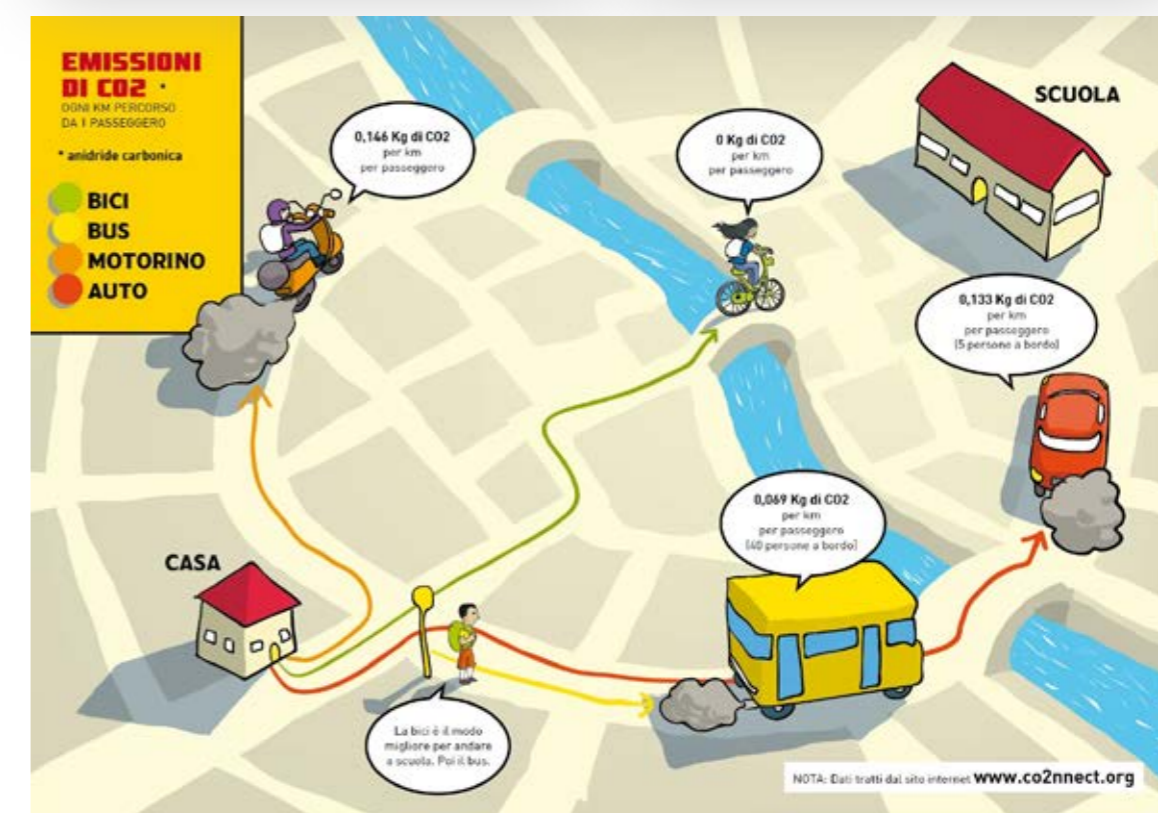 EMISSIONI
DI CO2 *
OGNI KM PERCORSO
DA 1 PASSEGGERO
* anidride carbonica
BICI
BUS
MOTORINO
AUTO
0,146 Kg di CO2
per km
per passeggero
0 Kg di CO2
per km
per passeggero
SCUOLA
0,133 Kg di CO2
per km
per passeggero
(5 persone a bordo)
0,069 Kg di CO2
per km
per passeggero
(40 persone a bordo)
CASA
La bici è il modo
migliore per andare
a scuola. Poi il bus.
NOTA: Dati tratti dal sito internet www.co2nnect.org